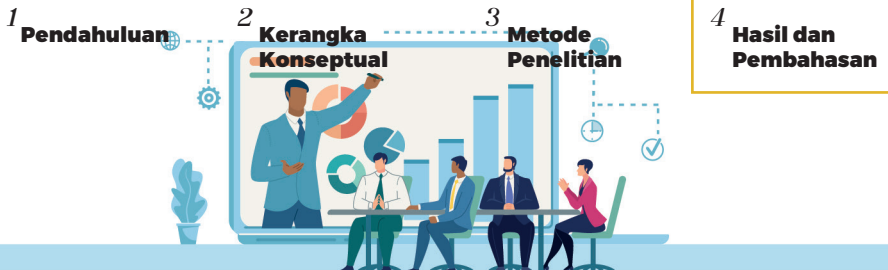 1
Pendahuluan
2
Kerangka
Konseptual
3
Metode
Penelitian
4
Hasil dan
Pembahasan